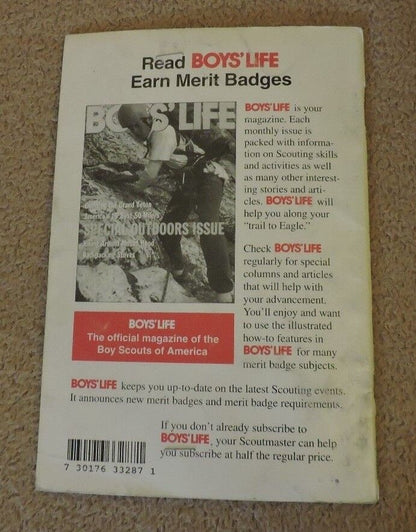 Read BOYS' LIFE
Earn Merit Badges
BOYS' LIFE
SPECIAL OUTDOORS ISSUE
BOYS' LIFE
The official magazine of the
Boy Scouts of America
BOYS' LIFE is your
magazine. Each
monthly issue is
packed with informa-
tion on Scouting skills
and activities as well
as many other interest-
ing stories and arti-
cles. BOYS' LIFE will
help you along your
“trail to Eagle.”
Check BOYS' LIFE
regularly for special
columns and articles
that will help with
your advancement.
You'll enjoy and want
to use the illustrated
how-to features in
BOYS' LIFE for many
merit badge subjects.
BOYS' LIFE keeps you up-to-date on the latest Scouting events.
It announces new merit badges and merit badge requirements.
If you don't already subscribe to
BOYS' LIFE, your Scoutmaster can help
you subscribe at half the regular price.
7 30176 33287 1